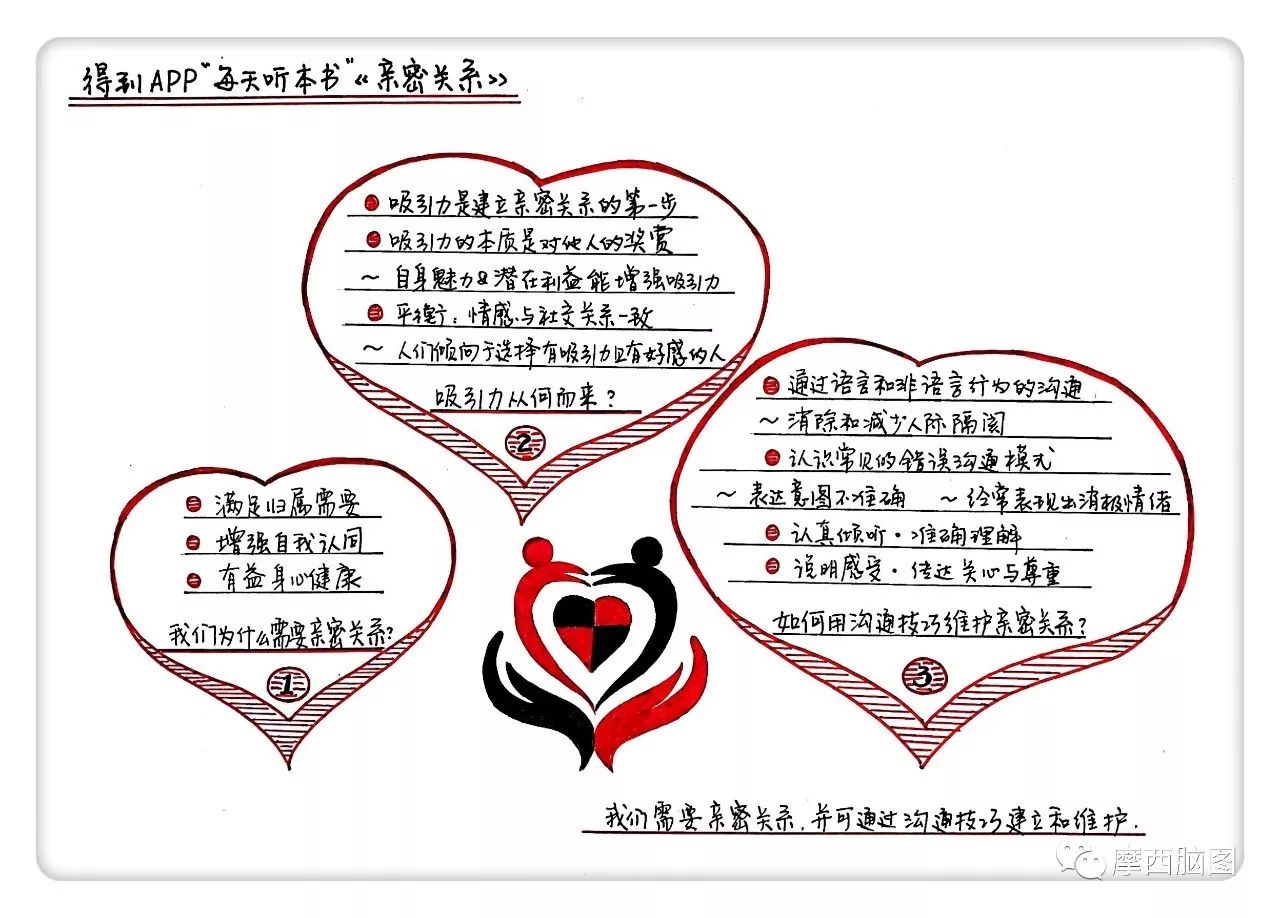 得到APP“每天听本书”《亲密关系》
一 满足归属需要
二 增强自我认同
三 有益身心健康
我们为什么需要亲密关系?
1
一 吸引力是建立亲密关系的第一步
二 吸引力的本质是对他人的奖赏
~ 自身魅力&潜在利益能增强吸引力
三 平衡:情感与社交关系一致
~ 人们倾向于选择有吸引力且有好感的人
吸引力从何而来?
2
一 通过语言和非语言行为的沟通
~消除和减少人际隔阂
二 认识常见的错误沟通模式
~ 表达意图不准确 ~ 经常表现出消极情绪
三 认真倾听·准确理解
四 说明感受·传达关心与尊重
如何用沟通技巧维护亲密关系?
3
我们需要亲密关系,并可通过沟通技巧建立和维护.
摩西脑图